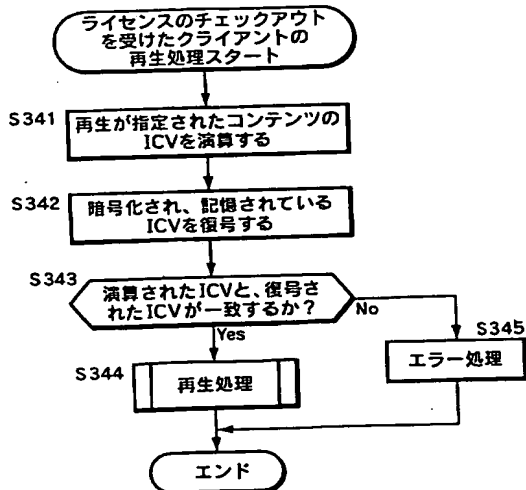 ライセンスのチェックアウト
を受けたクライアントの
再生処理スタート
S341
再生が指定されたコンテンツの
ICVを演算する
S342
暗号化され、記憶されている
ICVを復号する
S343
演算されたICVと、復号さ
れたICVが一致するか?
No
Yes
S345
エラー処理
S344
再生処理
エンド